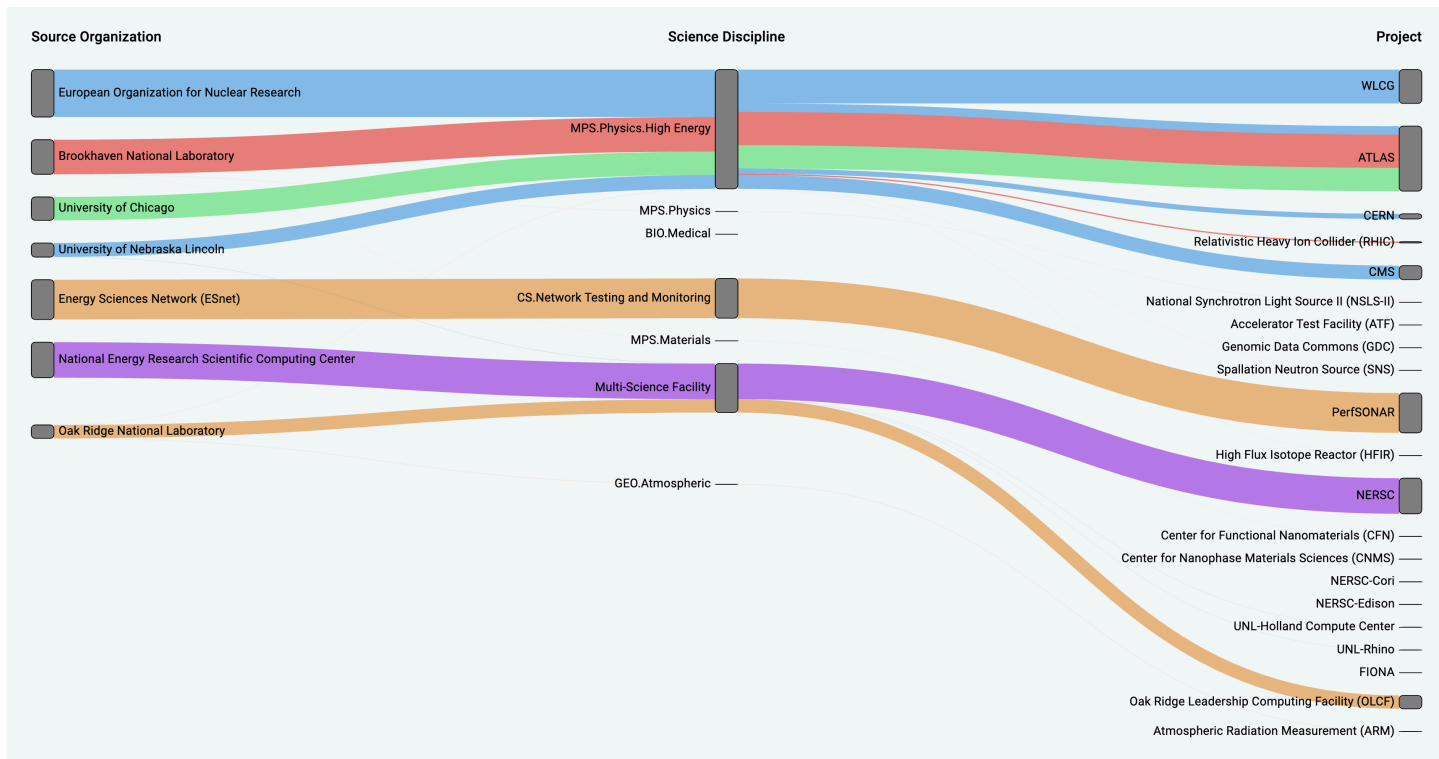 Source Organization
Science Discipline
Project
European Organization for Nuclear Research
Brookhaven National Laboratory
University of Chicago
University of Nebraska Lincoln
Energy Sciences Network (ESnet)
National Energy Research Scientific Computing Center
Oak Ridge National Laboratory
MPS.Physics.High Energy
MPS.Physics
BIO.Medical
CS.Network Testing and Monitoring
MPS.Materials
Multi-Science Facility
GEO.Atmospheric
WLCG
ATLAS
CERN
Relativistic Heavy Ion Collider (RHIC)
CMS
National Synchrotron Light Source II (NSLS-II)
Accelerator Test Facility (ATF)
Genomic Data Commons (GDC)
Spallation Neutron Source (SNS)
PerfSONAR
High Flux Isotope Reactor (HFIR)
NERSC
Center for Functional Nanomaterials (CFN)
Center for Nanophase Materials Sciences (CNMS)
NERSC-Cori
NERSC-Edison
UNL-Holland Compute Center
UNL-Rhino
FIONA
Oak Ridge Leadership Computing Facility (OLCF)
Atmospheric Radiation Measurement (ARM)